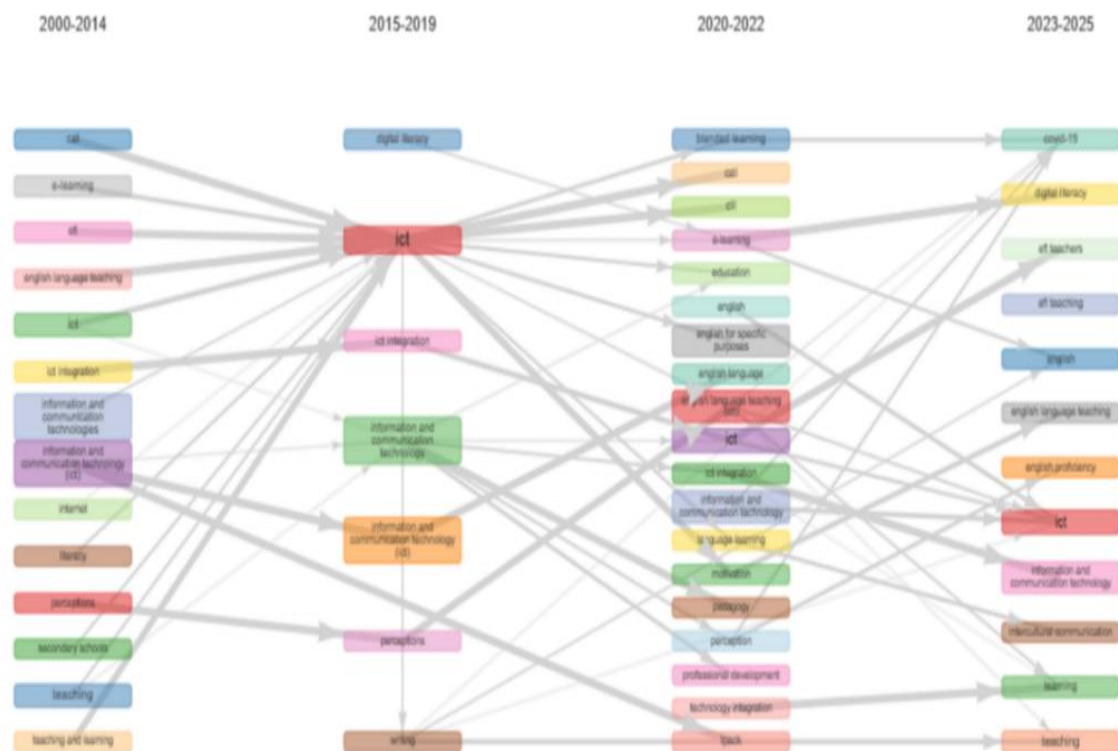 2000-2014
2015-2019
2020-2022
2023-2025
call
e-learning
efl
english language teaching
ict
ict integration
information and
communication
technologies
information and
communication technology
(ict)
internet
literacy
perceptions
secondary schools
teaching
teaching and learning
digital literacy
ict
ict integration
information and
communication
technology
information and
communication technology
(ict)
perceptions
writing
blended learning
call
e-learning
education
english
english for specific
purposes
english language
english language teaching
ict
ict integration
information and
communication technology
language learning
motivation
pedagogy
perception
professional development
technology integration
tpack
covid-19
digital literacy
efl teachers
efl teaching
english
english language teaching
english proficiency
ict
information and
communication technology
intercultural communication
learning
teaching